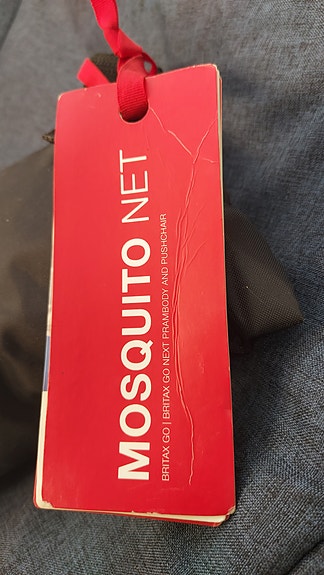 MOSQUITO NET
BRITAX GO | BRITAX GO NEXT PRAMBODY AND PUSHCHAIR